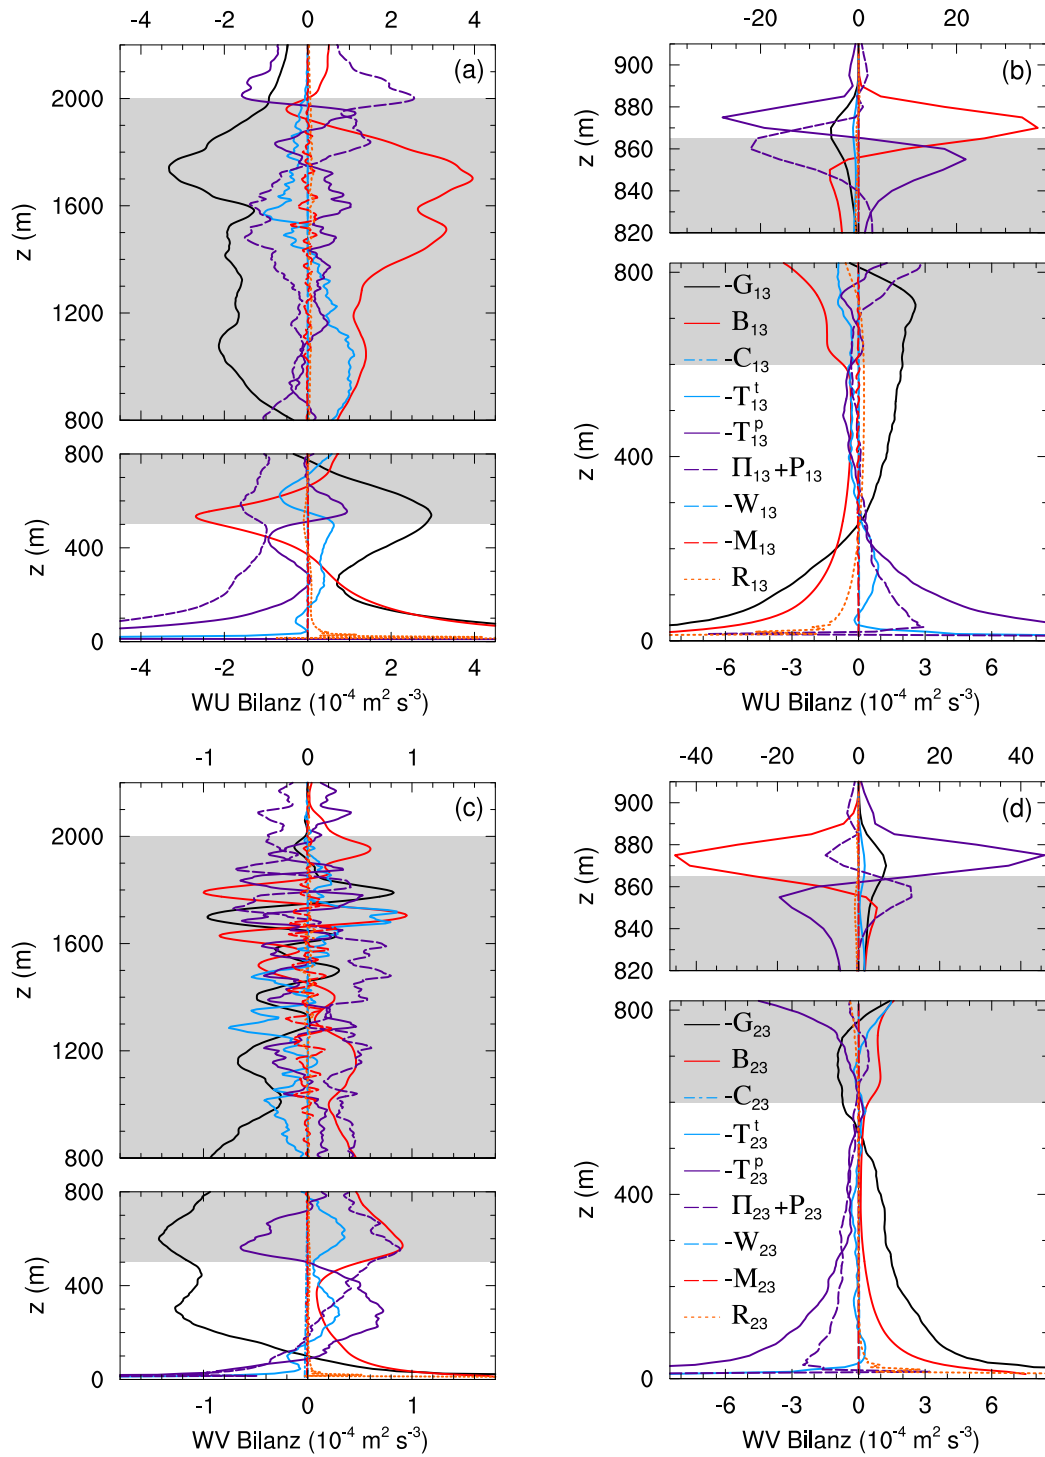 -4 -2 0 2 4
(a)
2000
1600
1200
800
z (m)
800
400
0
z (m)
-4 -2 0 2 4
WU Bilanz (10⁻⁴ m² s⁻³)
-20 0 20
(b)
900
880
860
840
820
z (m)
800
400
0
z (m)
-G₁₃
B₁₃
-C₁₃
-Tᵗ₁₃
-Tᵖ₁₃
Π₁₃+P₁₃
-W₁₃
-M₁₃
R₁₃
-6 -3 0 3 6
WU Bilanz (10⁻⁴ m² s⁻³)
-1 0 1
(c)
2000
1600
1200
800
z (m)
800
400
0
z (m)
-1 0 1
WV Bilanz (10⁻⁴ m² s⁻³)
-40 -20 0 20 40
(d)
900
880
860
840
820
z (m)
800
400
0
z (m)
-G₂₃
B₂₃
-C₂₃
-Tᵗ₂₃
-Tᵖ₂₃
Π₂₃+P₂₃
-W₂₃
-M₂₃
R₂₃
-6 -3 0 3 6
WV Bilanz (10⁻⁴ m² s⁻³)